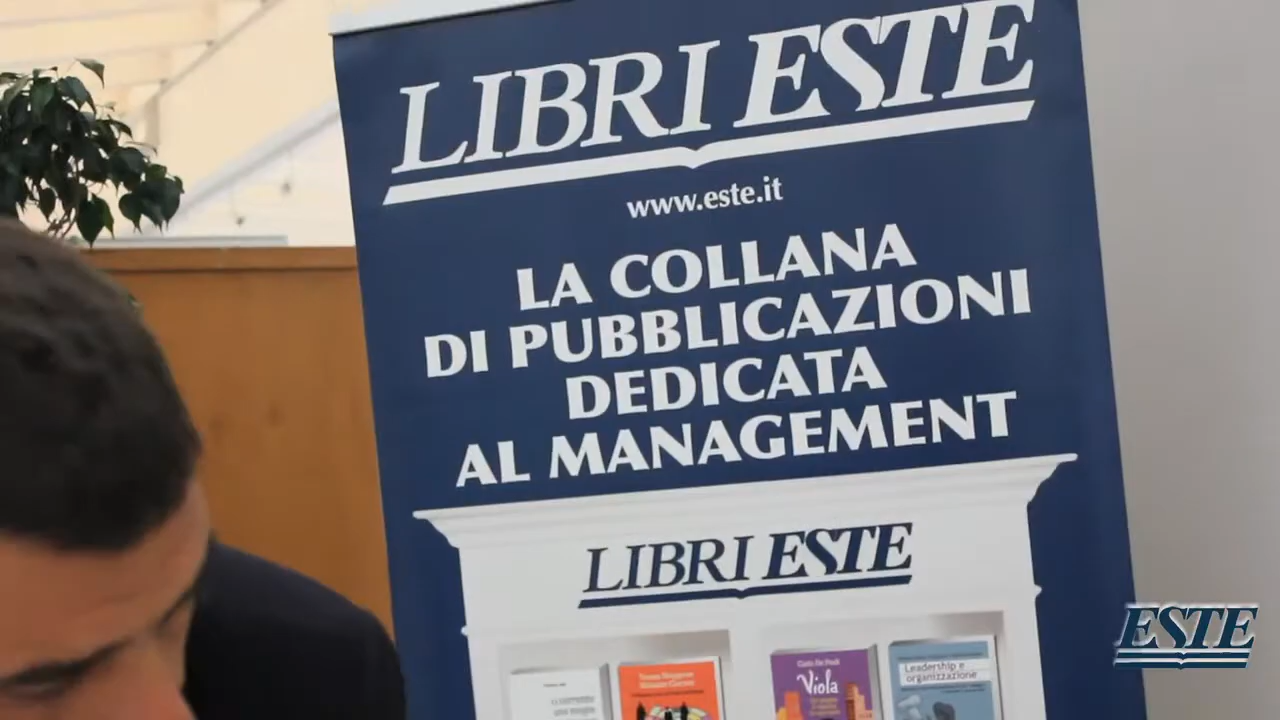 LIBRI ESTE
www.este.it
LA COLLANA
DI PUBBLICAZIONI
DEDICATA
AL MANAGEMENT
LIBRI ESTE
Viola
Leadership e
organizzazione
ESTE